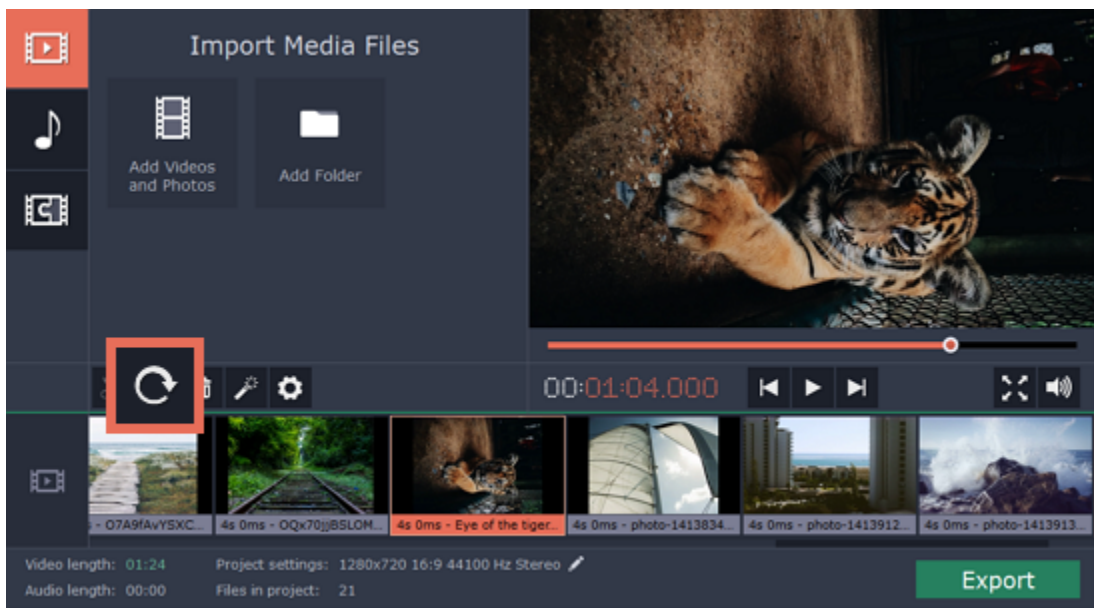 Import Media Files
Add Videos
and Photos
Add Folder
00:01:04.000
s - O7A9fAvYSXC...
4s 0ms - OQx70jjBSLOM...
4s 0ms - Eye of the tiger...
4s 0ms - photo-1413834...
4s 0ms - photo-1413912...
4s 0ms - photo-1413913...
Video length: 01:24
Project settings: 1280x720 16:9 44100 Hz Stereo
Audio length: 00:00
Files in project: 21
Export